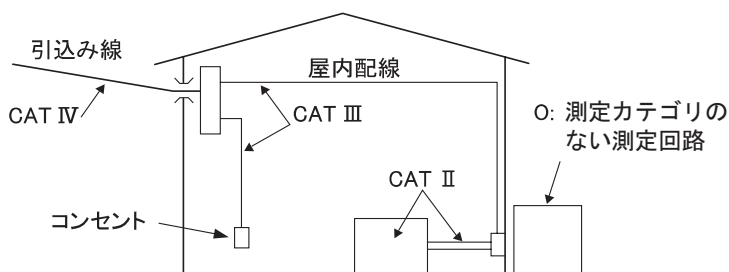 引込み線
屋内配線
CAT Ⅳ
CAT Ⅲ
O: 測定カテゴリの
ない測定回路
CAT Ⅱ
コンセント